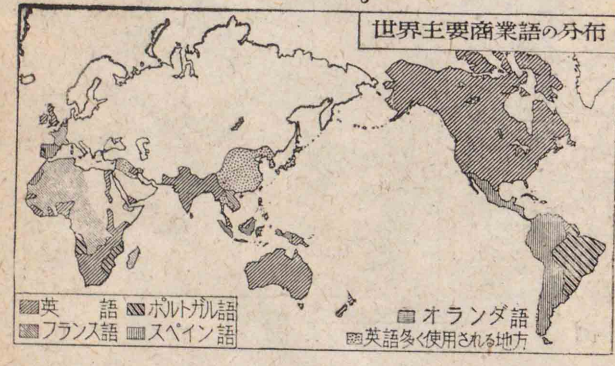 世界主要商業語の分布
英語 ポルトガル語
フランス語 スペイン語
オランダ語
英語多く使用される地方